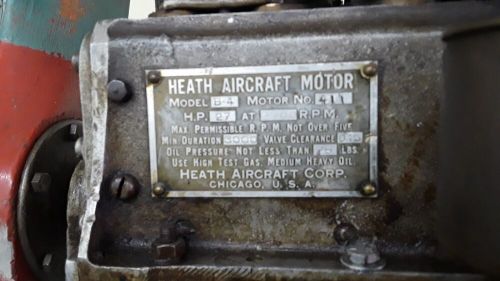 HEATH AIRCRAFT MOTOR
MODEL B-4 MOTOR NO. 411
H.P. 27 AT R.P.M.
MAX. PERMISSIBLE R.P.M. NOT OVER FIVE
MIN. DURATION 3000 VALVE CLEARANCE
OIL PRESSURE NOT LESS THAN LBS.
USE HIGH TEST GAS. MEDIUM HEAVY OIL.
HEATH AIRCRAFT CORP.
CHICAGO, U.S.A.